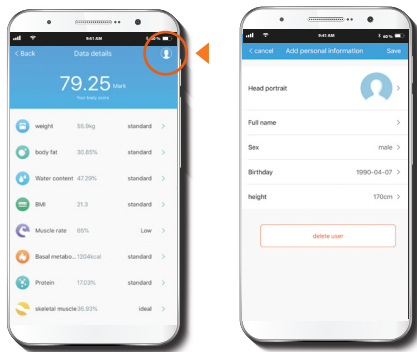 9:41 AM
60%
< Back
Data details
79.25 Mark
Your body score
weight 55.9kg standard >
body fat 30.85% standard >
Water content 47.29% standard >
BMI 21.3 standard >
Muscle rate 65% Low >
Basal metabo... 1204kcal standard >
Protein 17.03% standard >
skeletal muscle 39.93% ideal >
9:41 AM
60%
< cancel
Add personal information
Save
Head portrait >
Full name >
Sex male >
Birthday 1990-04-07 >
height 170cm >
delete user